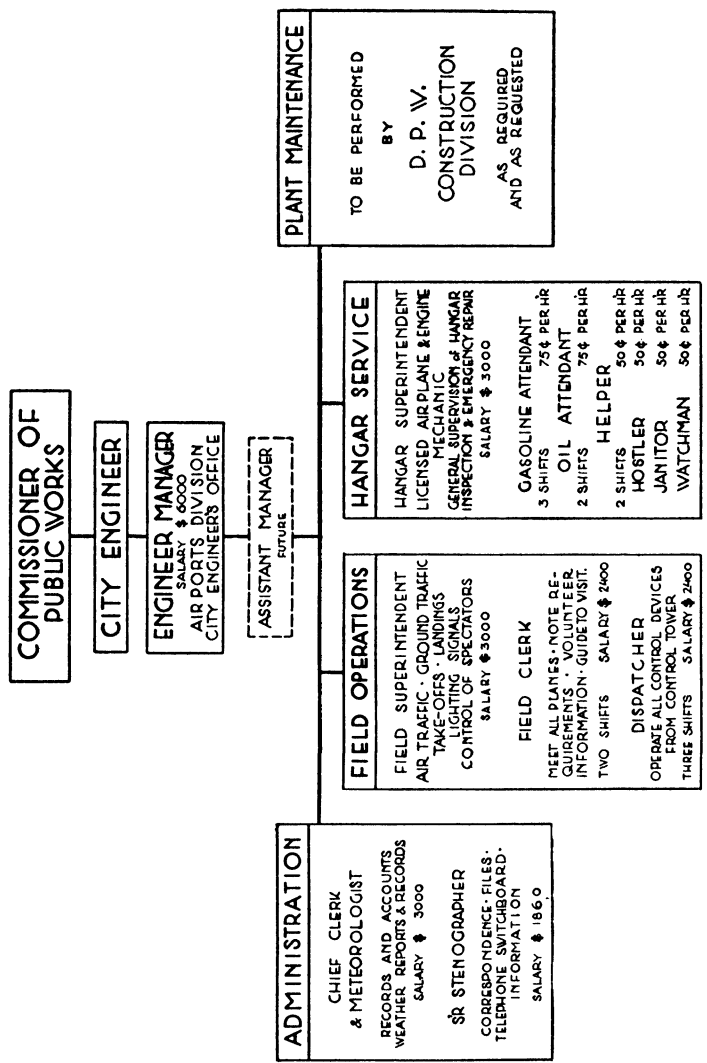 COMMISSIONER OF
PUBLIC WORKS
CITY ENGINEER
ENGINEER MANAGER
SALARY $ 6000
AIR PORTS DIVISION
CITY ENGINEER'S OFFICE
ASSISTANT MANAGER
FUTURE
ADMINISTRATION
CHIEF CLERK
& METEOROLOGIST
RECORDS AND ACCOUNTS
WEATHER REPORTS & RECORDS
SALARY $ 3000
S'R STENOGRAPHER
CORRESPONDENCE · FILES ·
TELEPHONE SWITCHBOARD ·
INFORMATION
SALARY $ 1860
FIELD OPERATIONS
FIELD SUPERINTENDENT
AIR TRAFFIC · GROUND TRAFFIC
TAKE-OFFS · LANDINGS
LIGHTING SIGNALS
CONTROL OF SPECTATORS
SALARY $ 3000
FIELD CLERK
MEET ALL PLANES · NOTE RE-
QUIREMENTS · VOLUNTEER
INFORMATION · GUIDE TO VISIT.
TWO SHIFTS SALARY $ 2400
DISPATCHER
OPERATE ALL CONTROL DEVICES
FROM CONTROL TOWER
THREE SHIFTS SALARY $ 2400
HANGAR SERVICE
HANGAR SUPERINTENDENT
LICENSED AIRPLANE & ENGINE
MECHANIC
GENERAL SUPERVISION of HANGAR
INSPECTION & EMERGENCY REPAIR
SALARY $ 3000
GASOLINE ATTENDANT
3 SHIFTS 75¢ PER HR
OIL ATTENDANT
2 SHIFTS 75¢ PER HR
HELPER
2 SHIFTS 50¢ PER HR
HOSTLER 50¢ PER HR
JANITOR 50¢ PER HR
WATCHMAN 50¢ PER HR
PLANT MAINTENANCE
TO BE PERFORMED
BY
D. P. W.
CONSTRUCTION
DIVISION
AS REQUIRED
AND AS REQUESTED